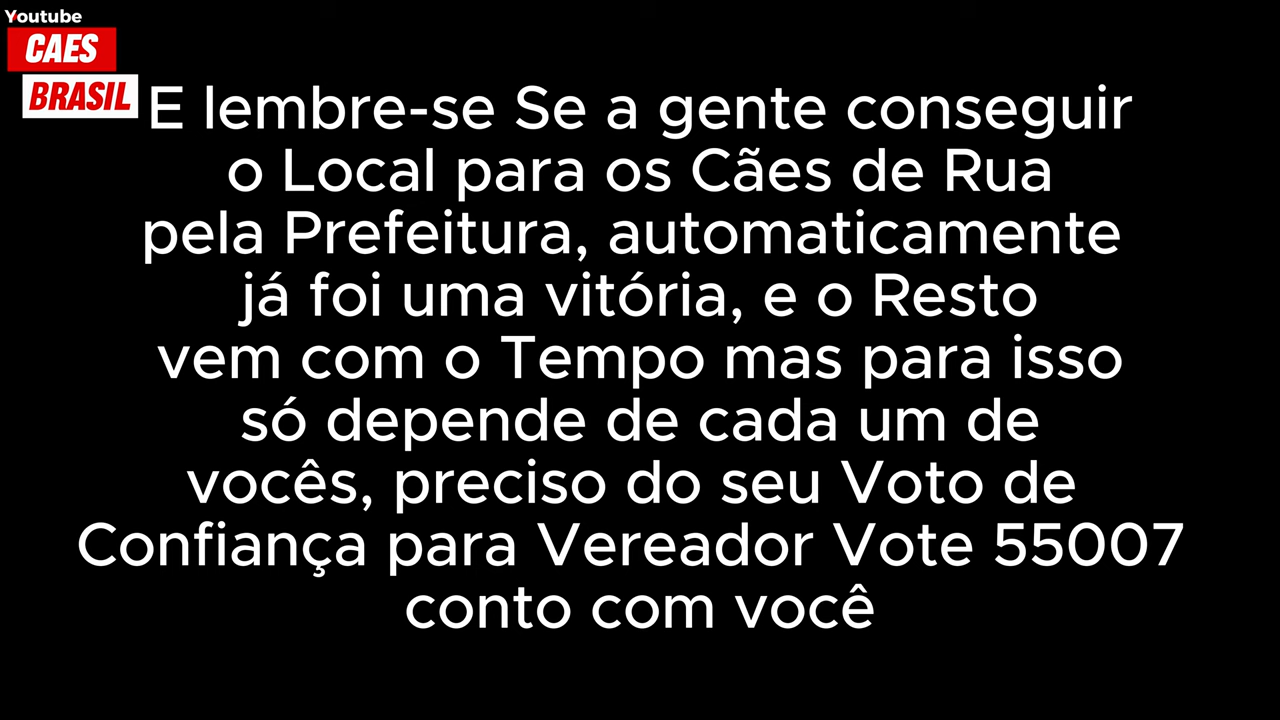 Youtube
CAES
BRASIL
E lembre-se Se a gente conseguir
o Local para os Cães de Rua
pela Prefeitura, automaticamente
já foi uma vitória, e o Resto
vem com o Tempo mas para isso
só depende de cada um de
vocês, preciso do seu Voto de
Confiança para Vereador Vote 55007
conto com você